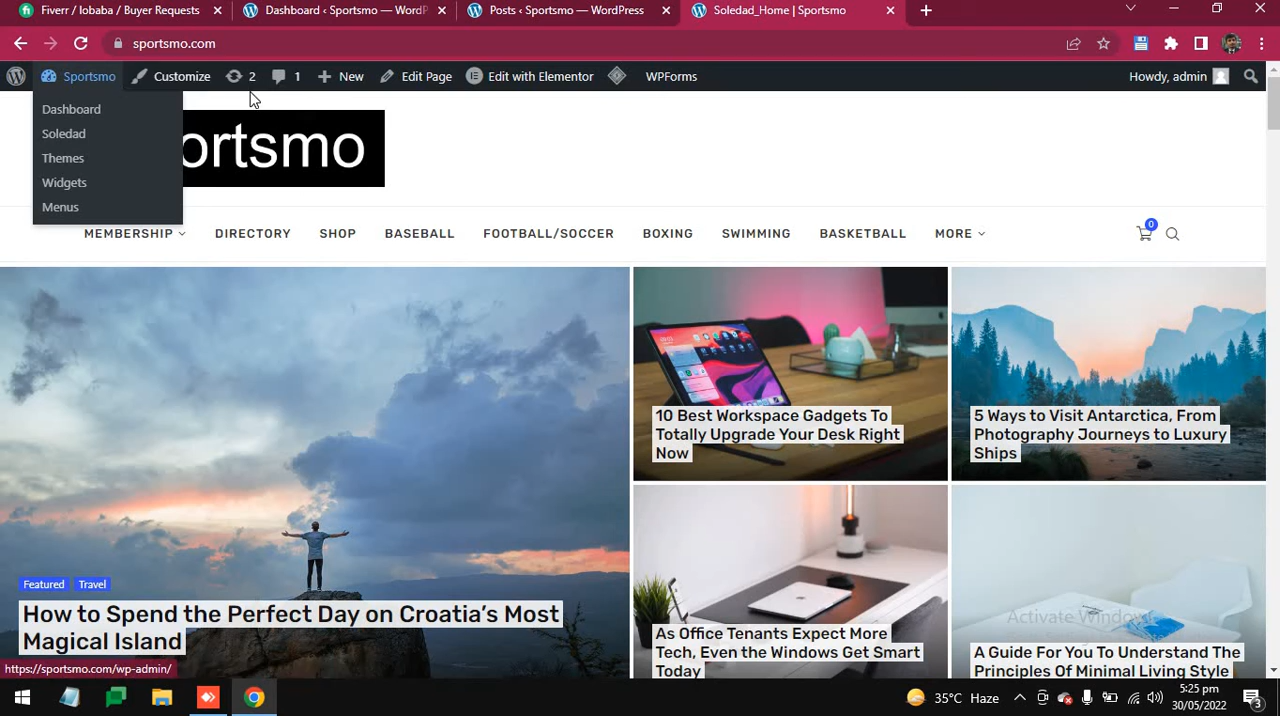 Fiverr / Iobaba / Buyer Requests
Dashboard ‹ Sportsmo — WordP
Posts ‹ Sportsmo — WordPress
Soledad_Home | Sportsmo
sportsmo.com
Sportsmo
Customize
2
1
New
Edit Page
Edit with Elementor
WPForms
Howdy, admin
Dashboard
Soledad
Themes
Widgets
Menus
ortsmo
MEMBERSHIP
DIRECTORY
SHOP
BASEBALL
FOOTBALL/SOCCER
BOXING
SWIMMING
BASKETBALL
MORE
0
Featured
Travel
How to Spend the Perfect Day on Croatia's Most
Magical Island
10 Best Workspace Gadgets To
Totally Upgrade Your Desk Right
Now
5 Ways to Visit Antarctica, From
Photography Journeys to Luxury
Ships
As Office Tenants Expect More
Tech, Even the Windows Get Smart
Today
Activate Windows
A Guide For You To Understand The
Principles Of Minimal Living Style
https://sportsmo.com/wp-admin/
35°C Haze
5:25 pm
30/05/2022
3